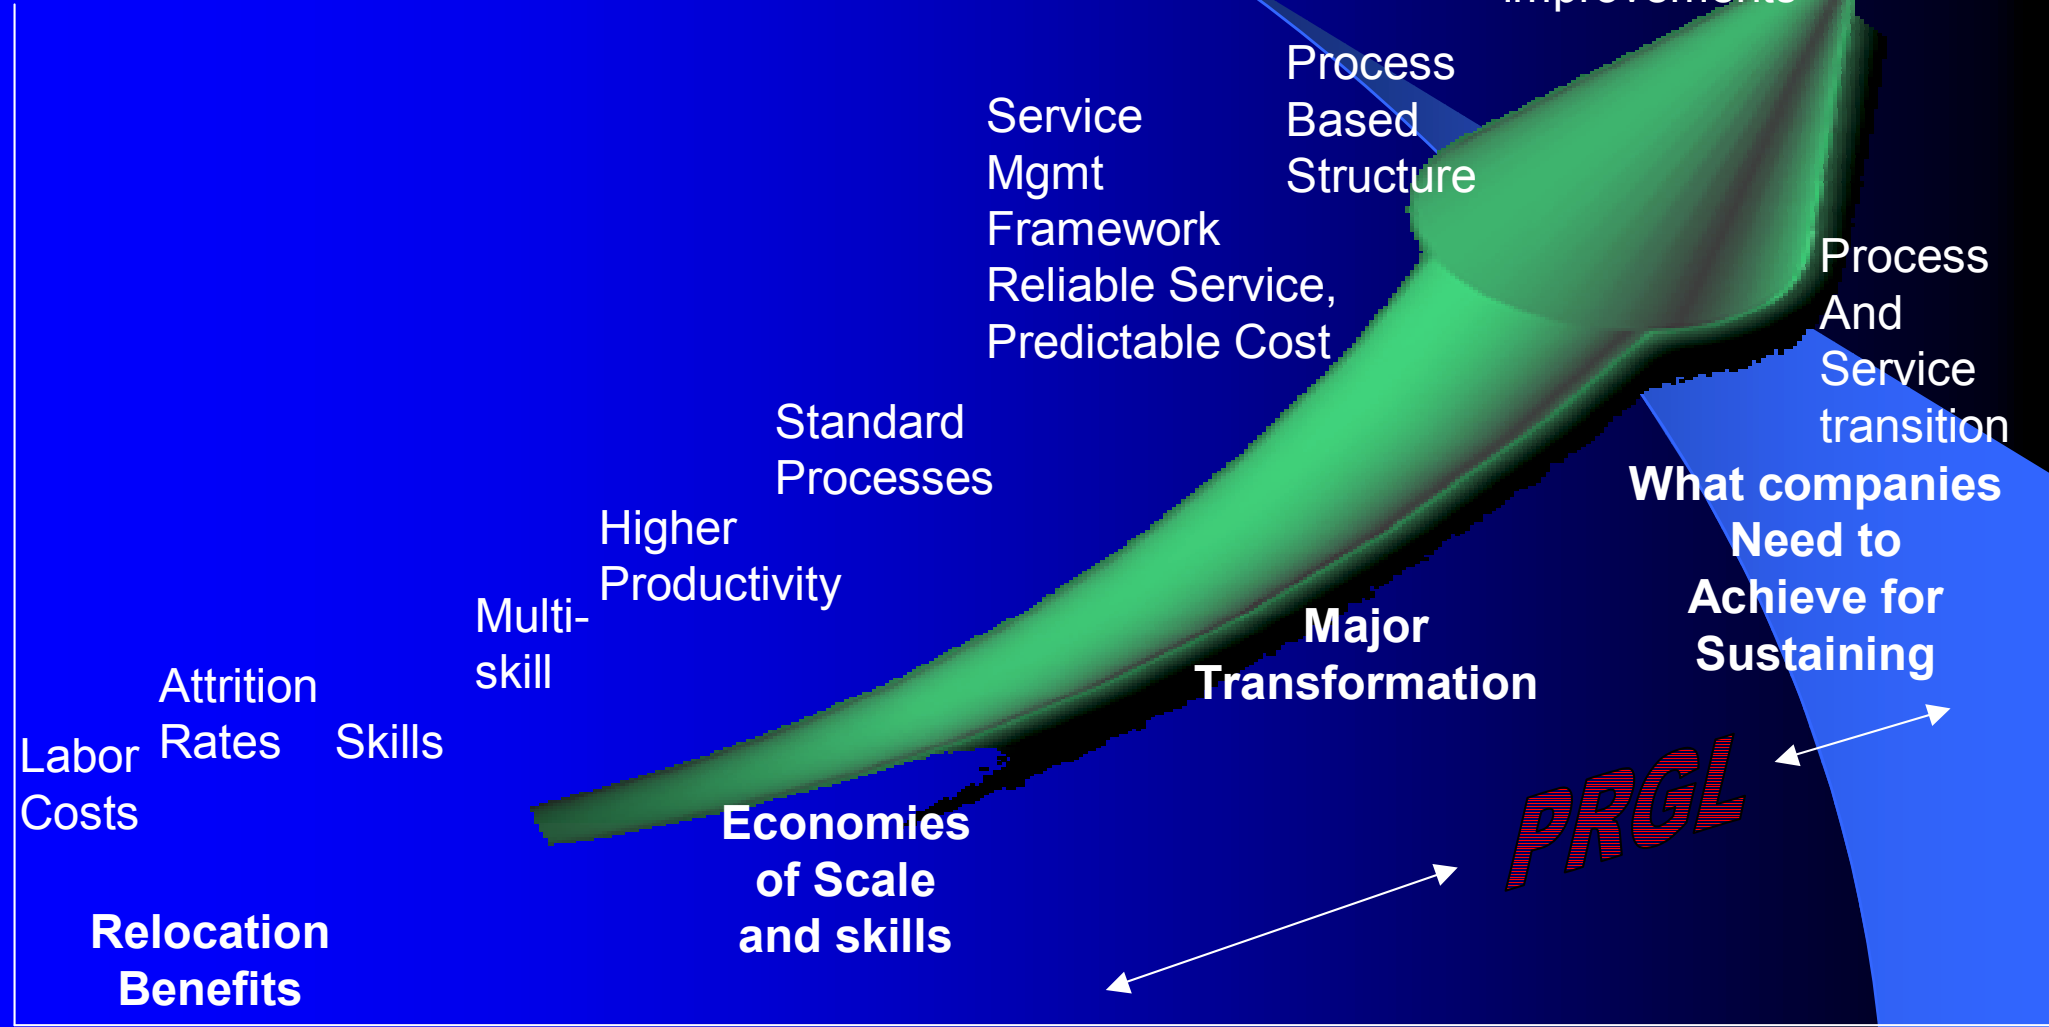 Improvements
Process
Based
Structure
Service
Mgmt
Framework
Reliable Service,
Predictable Cost
Process
And
Service
transition
Standard
Processes
What companies
Need to
Achieve for
Sustaining
Higher
Productivity
Multi-
skill
Major
Transformation
Attrition
Rates
Skills
Labor
Costs
PRGL
Economies
of Scale
and skills
Relocation
Benefits